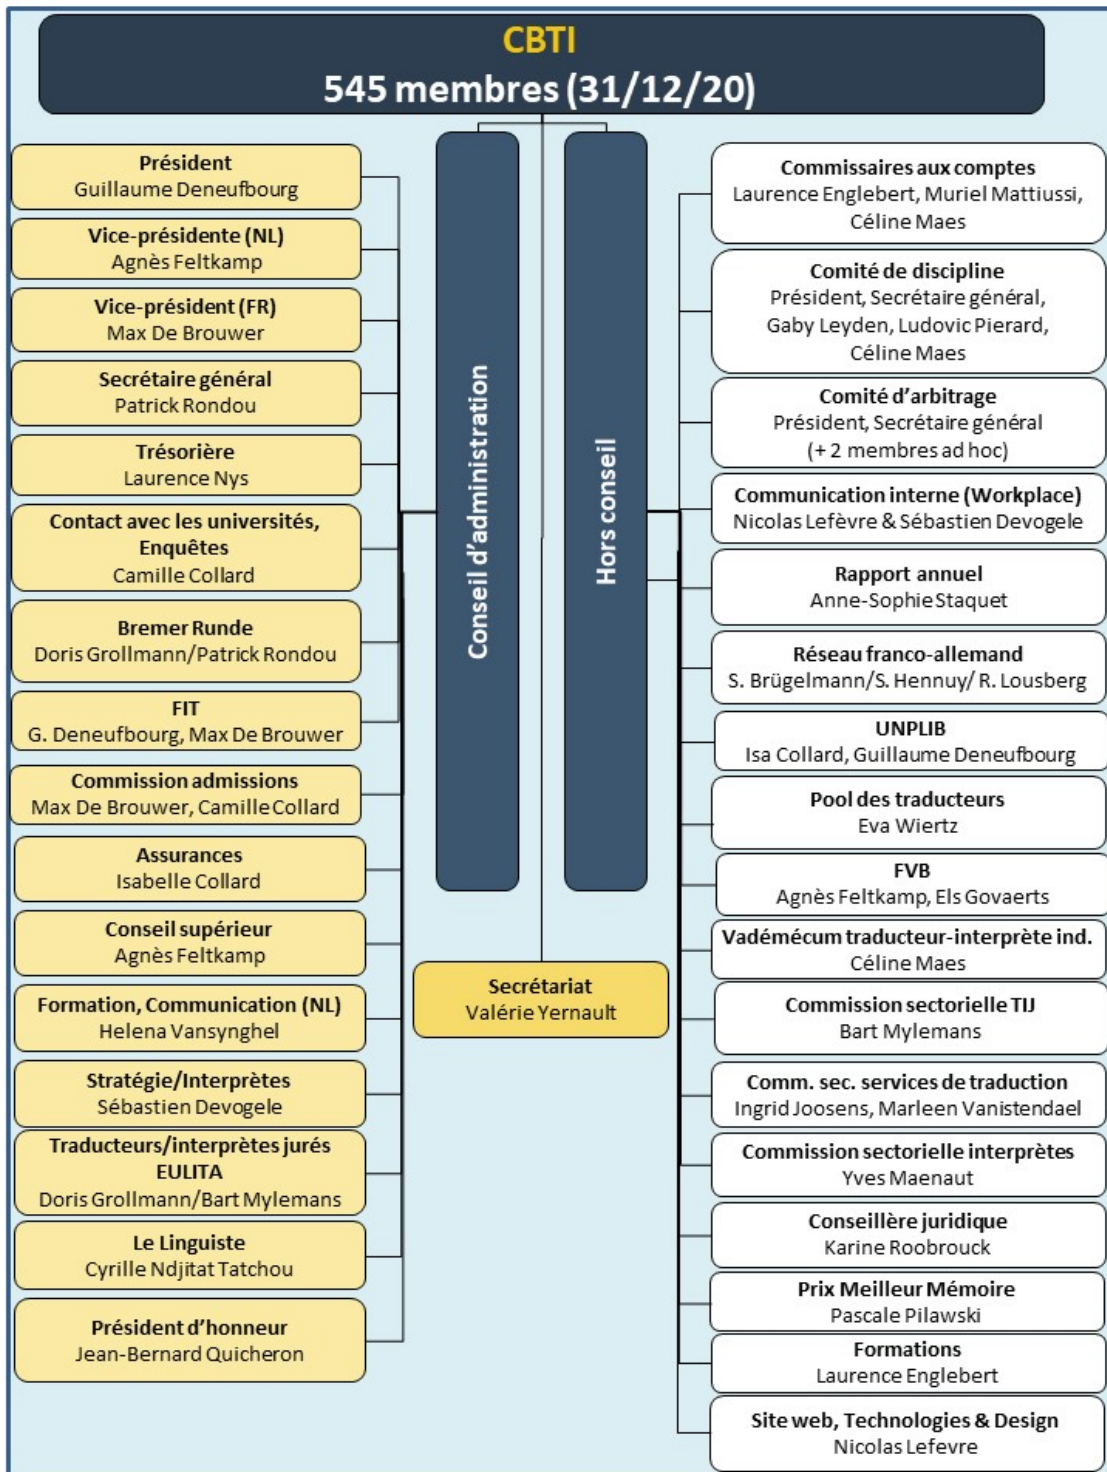 CBTI
545 membres (31/12/20)
Président
Guillaume Deneufbourg
Vice-présidente (NL)
Agnès Feltkamp
Vice-président (FR)
Max De Brouwer
Secrétaire général
Patrick Rondou
Trésorière
Laurence Nys
Contact avec les universités,
Enquêtes
Camille Collard
Bremer Runde
Doris Grollmann/Patrick Rondou
FIT
G. Deneufbourg, Max De Brouwer
Commission admissions
Max De Brouwer, Camille Collard
Assurances
Isabelle Collard
Conseil supérieur
Agnès Feltkamp
Formation, Communication (NL)
Helena Vansynghel
Stratégie/Interprètes
Sébastien Devogele
Traducteurs/interprètes jurés
EULITA
Doris Grollmann/Bart Mylemans
Le Linguiste
Cyrille Ndjitat Tatchou
Président d’honneur
Jean-Bernard Quicheron
Conseil d’administration
Hors conseil
Secrétariat
Valérie Yernault
Commissaires aux comptes
Laurence Englebert, Muriel Mattiussi,
Céline Maes
Comité de discipline
Président, Secrétaire général,
Gaby Leyden, Ludovic Pierard,
Céline Maes
Comité d’arbitrage
Président, Secrétaire général
(+ 2 membres ad hoc)
Communication interne (Workplace)
Nicolas Lefèvre & Sébastien Devogele
Rapport annuel
Anne-Sophie Staquet
Réseau franco-allemand
S. Brügelmann/S. Hennuy/ R. Lousberg
UNPLIB
Isa Collard, Guillaume Deneufbourg
Pool des traducteurs
Eva Wiertz
FVB
Agnès Feltkamp, Els Govaerts
Vadémécum traducteur-interprète ind.
Céline Maes
Commission sectorielle TIJ
Bart Mylemans
Comm. sec. services de traduction
Ingrid Joosens, Marleen Vanistendael
Commission sectorielle interprètes
Yves Maenaut
Conseillère juridique
Karine Roobrouck
Prix Meilleur Mémoire
Pascale Pilawski
Formations
Laurence Englebert
Site web, Technologies & Design
Nicolas Lefevre